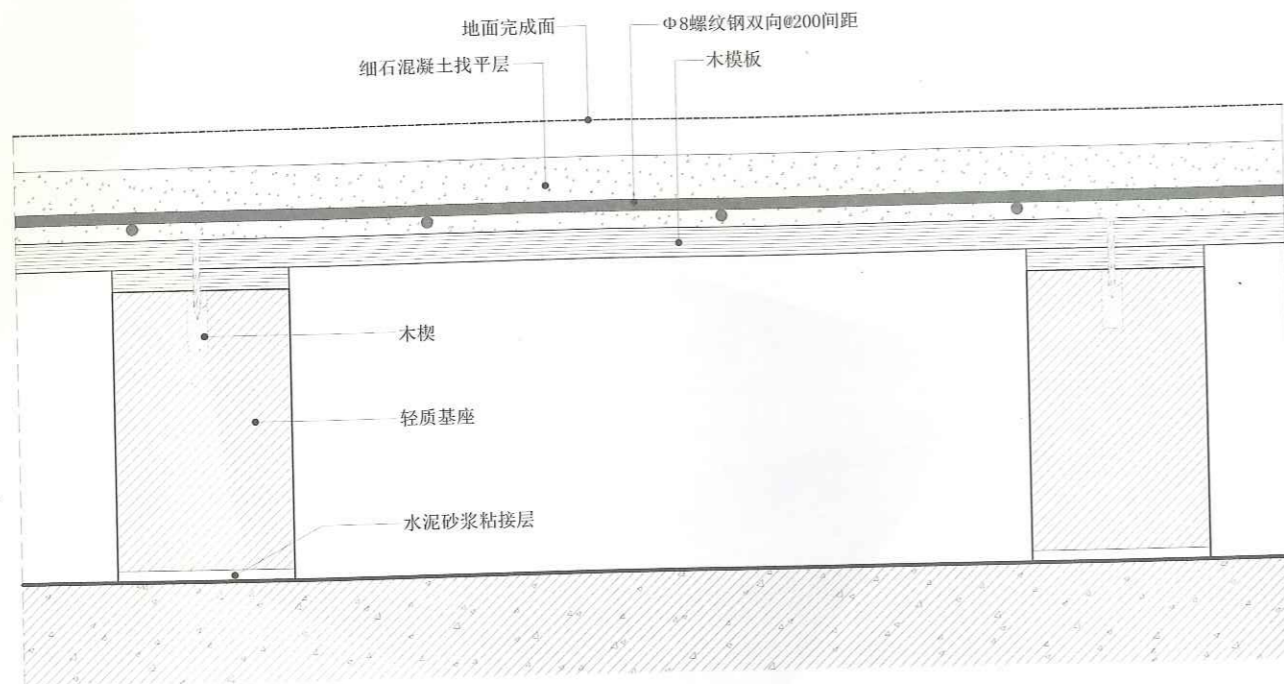 地面完成面
Φ8螺纹钢双向@200间距
细石混凝土找平层
木模板
木楔
轻质基座
水泥砂浆粘接层